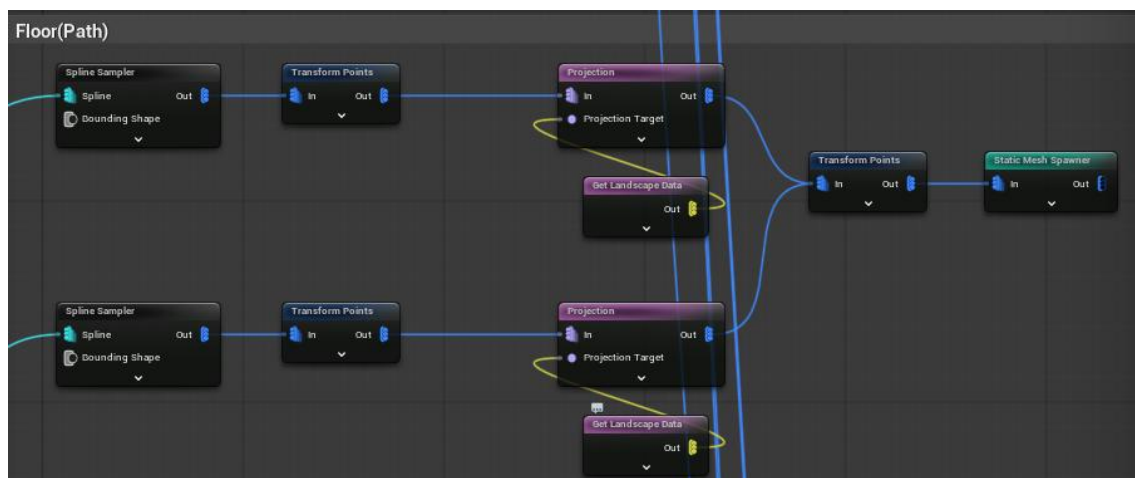 Floor(Path)
Spline Sampler
Spline Out
Bounding Shape
Transform Points
In Out
Projection
In Out
Projection Target
Get Landscape Data
Out
Transform Points
In Out
Static Mesh Spawner
In Out
Spline Sampler
Spline Out
Bounding Shape
Transform Points
In Out
Projection
In Out
Projection Target
Get Landscape Data
Out